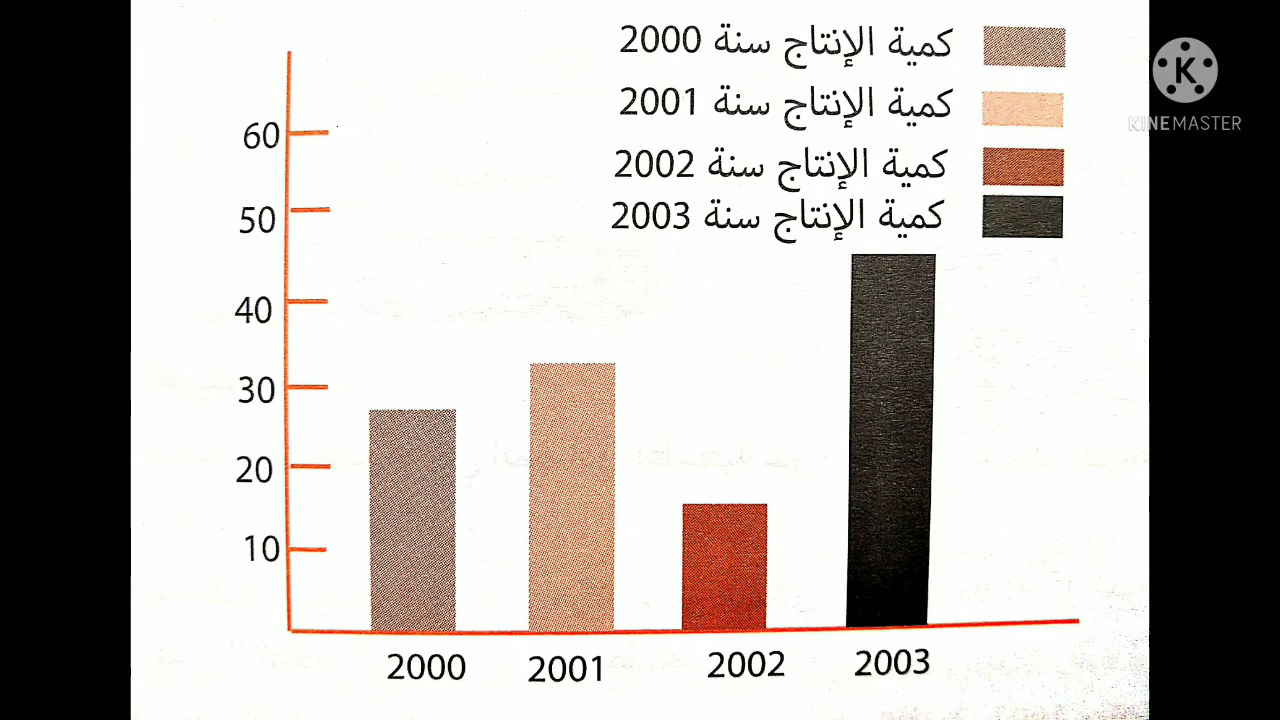 كمية الإنتاج سنة 2000
كمية الإنتاج سنة 2001
كمية الإنتاج سنة 2002
كمية الإنتاج سنة 2003
K
KINEMASTER
60
50
40
30
20
10
2000 2001 2002 2003